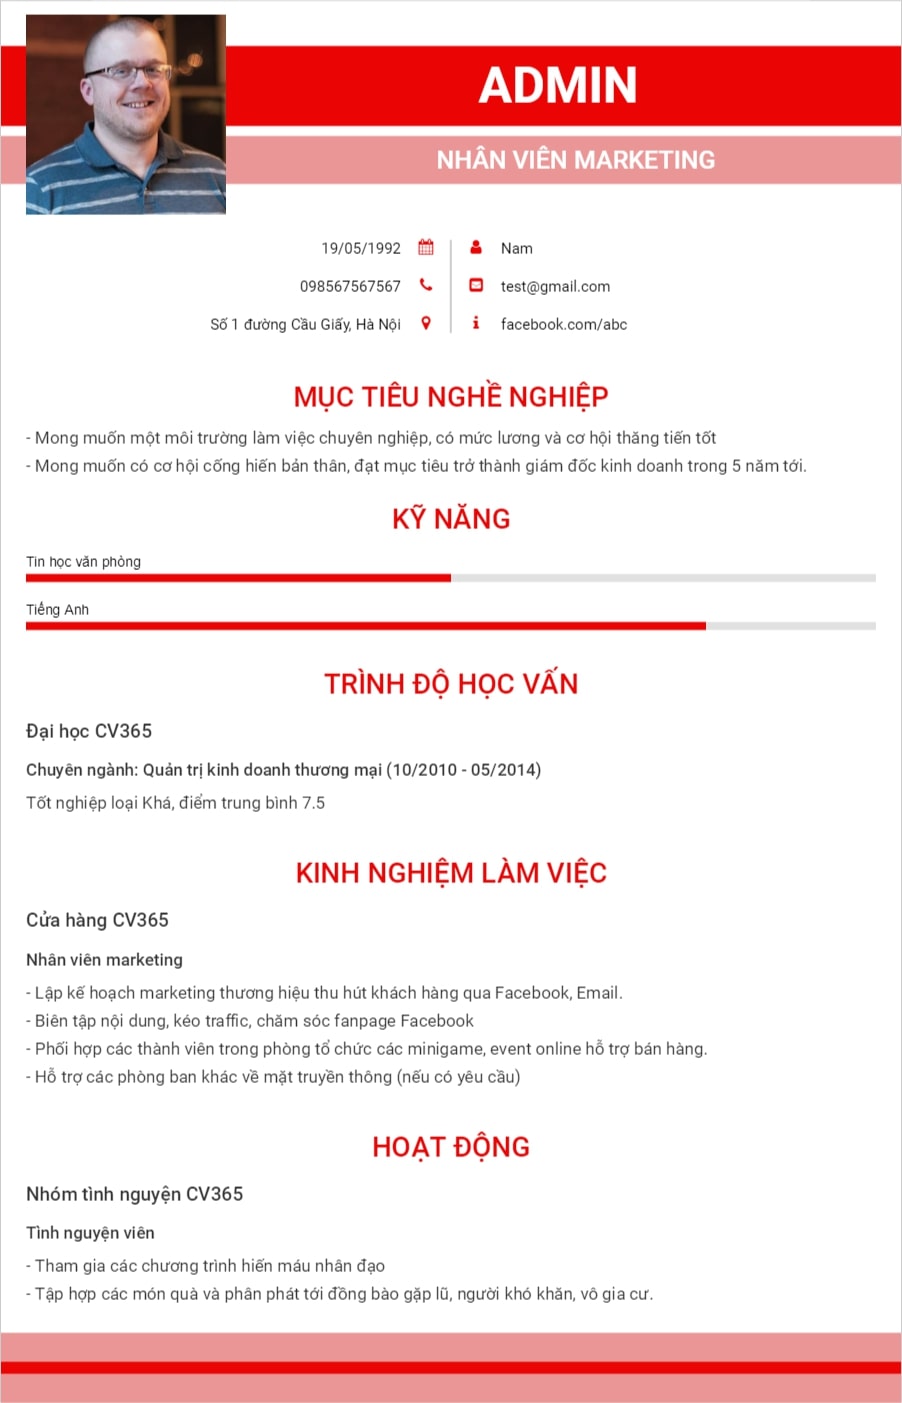 ADMIN
NHÂN VIÊN MARKETING
19/05/1992
Nam
098567567567
test@gmail.com
Số 1 đường Cầu Giấy, Hà Nội
facebook.com/abc
MỤC TIÊU NGHỀ NGHIỆP
- Mong muốn một môi trường làm việc chuyên nghiệp, có mức lương và cơ hội thăng tiến tốt
- Mong muốn có cơ hội cống hiến bản thân, đạt mục tiêu trở thành giám đốc kinh doanh trong 5 năm tới.
KỸ NĂNG
Tin học văn phòng
Tiếng Anh
TRÌNH ĐỘ HỌC VẤN
Đại học CV365
Chuyên ngành: Quản trị kinh doanh thương mại (10/2010 - 05/2014)
Tốt nghiệp loại Khá, điểm trung bình 7.5
KINH NGHIỆM LÀM VIỆC
Cửa hàng CV365
Nhân viên marketing
- Lập kế hoạch marketing thương hiệu thu hút khách hàng qua Facebook, Email.
- Biên tập nội dung, kéo traffic, chăm sóc fanpage Facebook
- Phối hợp các thành viên trong phòng tổ chức các minigame, event online hỗ trợ bán hàng.
- Hỗ trợ các phòng ban khác về mặt truyền thông (nếu có yêu cầu)
HOẠT ĐỘNG
Nhóm tình nguyện CV365
Tình nguyện viên
- Tham gia các chương trình hiến máu nhân đạo
- Tập hợp các món quà và phân phát tới đồng bào gặp lũ, người khó khăn, vô gia cư.